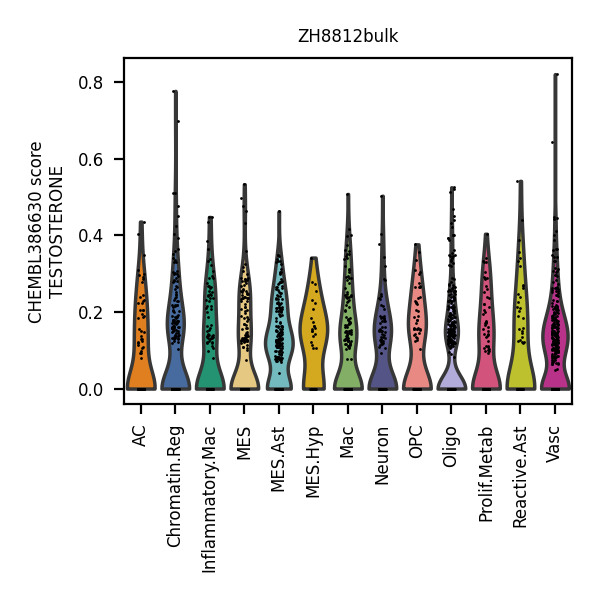 ZH8812bulk
CHEMBL386630 score
TESTOSTERONE
0.8
0.6
0.4
0.2
0.0
AC
Chromatin.Reg
Inflammatory.Mac
MES
MES.Ast
MES.Hyp
Mac
Neuron
OPC
Oligo
Prolif.Metab
Reactive.Ast
Vasc